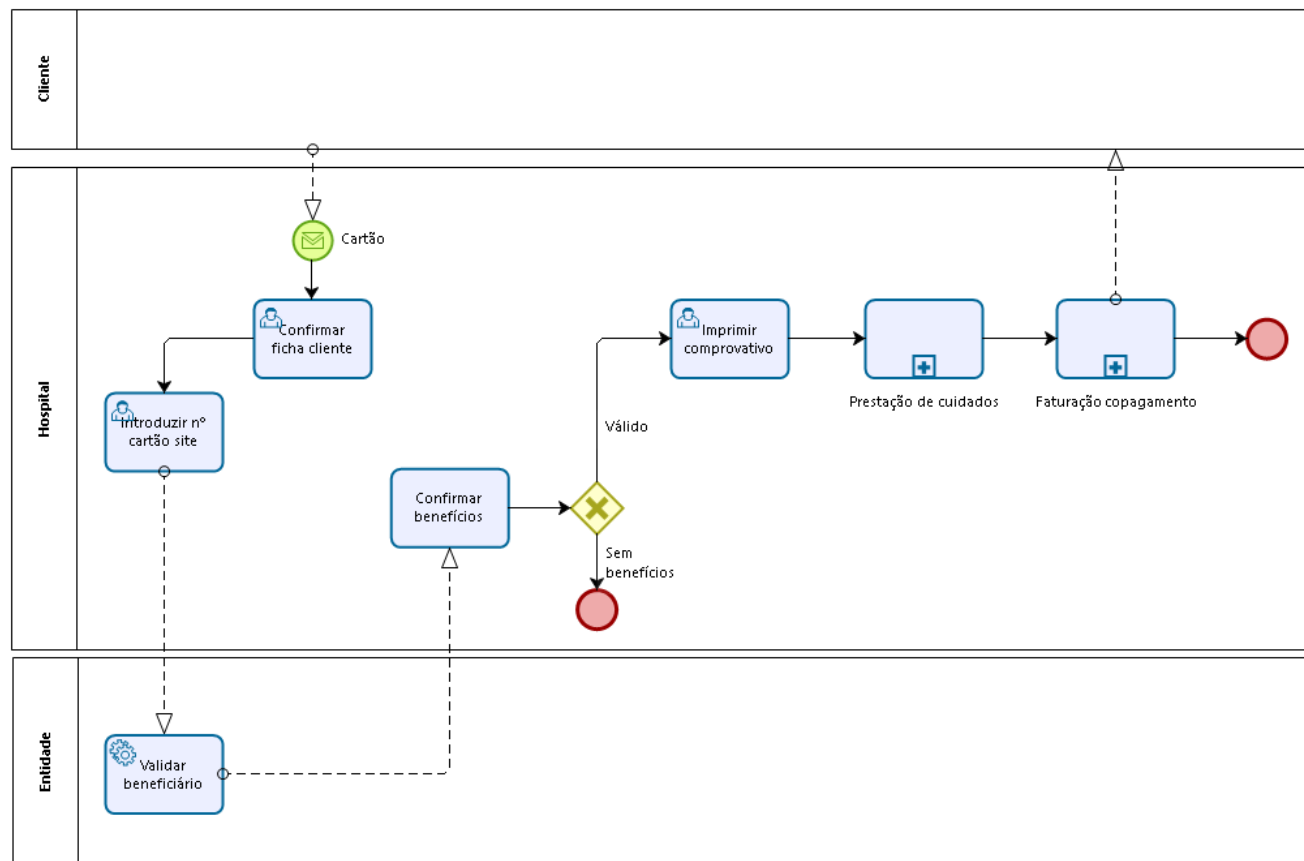 Cliente
Hospital
Cartão
Confirmar
ficha cliente
Introduzir nº
cartão site
Confirmar
benefícios
Válido
Sem
benefícios
Imprimir
comprovativo
Prestação de cuidados
Faturação copagamento
Entidade
Validar
beneficiário